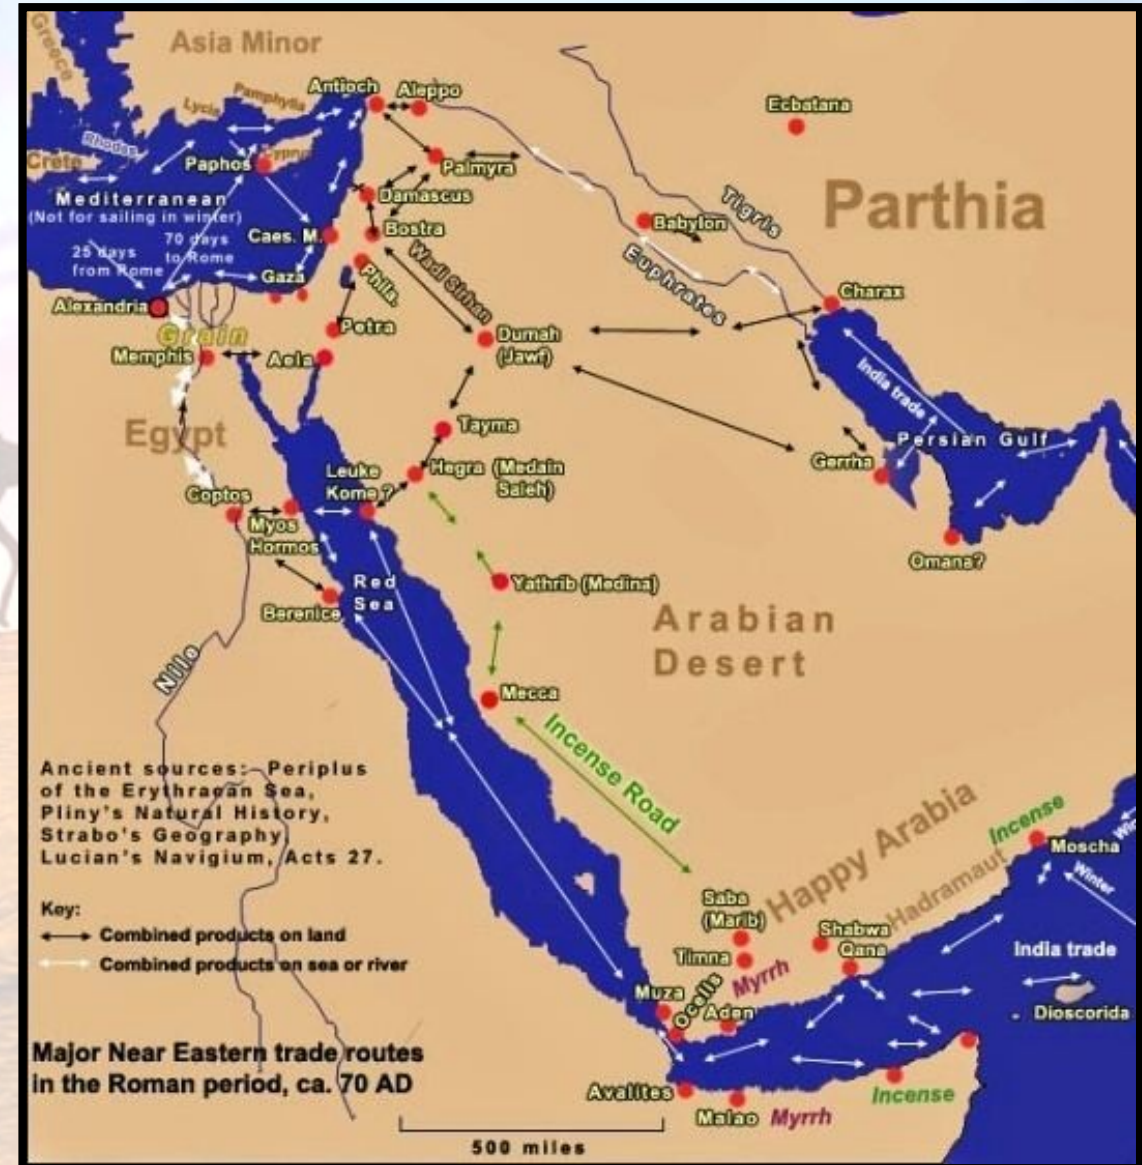 Greece
Asia Minor
Antioch
Aleppo
Ecbatana
Pamphylia
Lycia
Rhodes
Crete
Paphos
Cyprus
Palmyra
Parthia
Mediterranean
(Not for sailing in winter)
Damascus
Tigris
Babylon
25 days
from Rome
70 days
to Rome
Caes. M.
Bostra
Wadi Sirhan
Euphrates
Gaza
Phila.
Charax
Alexandria
Grain
Petra
Dumah
(Jawf)
Memphis
Aela
India trade
Egypt
Tayma
Persian Gulf
Gerrha
Leuke
Kome?
Hegra (Medain
Saleh)
Coptos
Myos
Hormos
Omana?
Red
Sea
Yathrib (Medina)
Berenice
Arabian
Desert
Nile
Mecca
Incense Road
Ancient sources: Periplus
of the Erythraean Sea,
Pliny's Natural History,
Strabo's Geography,
Lucian's Navigium, Acts 27.
Happy Arabia
Incense
Moscha
Winter
Hadramaut
Key:
Combined products on land
Combined products on sea or river
Saba
(Marib)
Shabwa
Qana
Timna
Myrrh
India trade
Muza
Ocelis
Aden
Dioscorida
Major Near Eastern trade routes
in the Roman period, ca. 70 AD
Avalites
Malao
Myrrh
Incense
500 miles